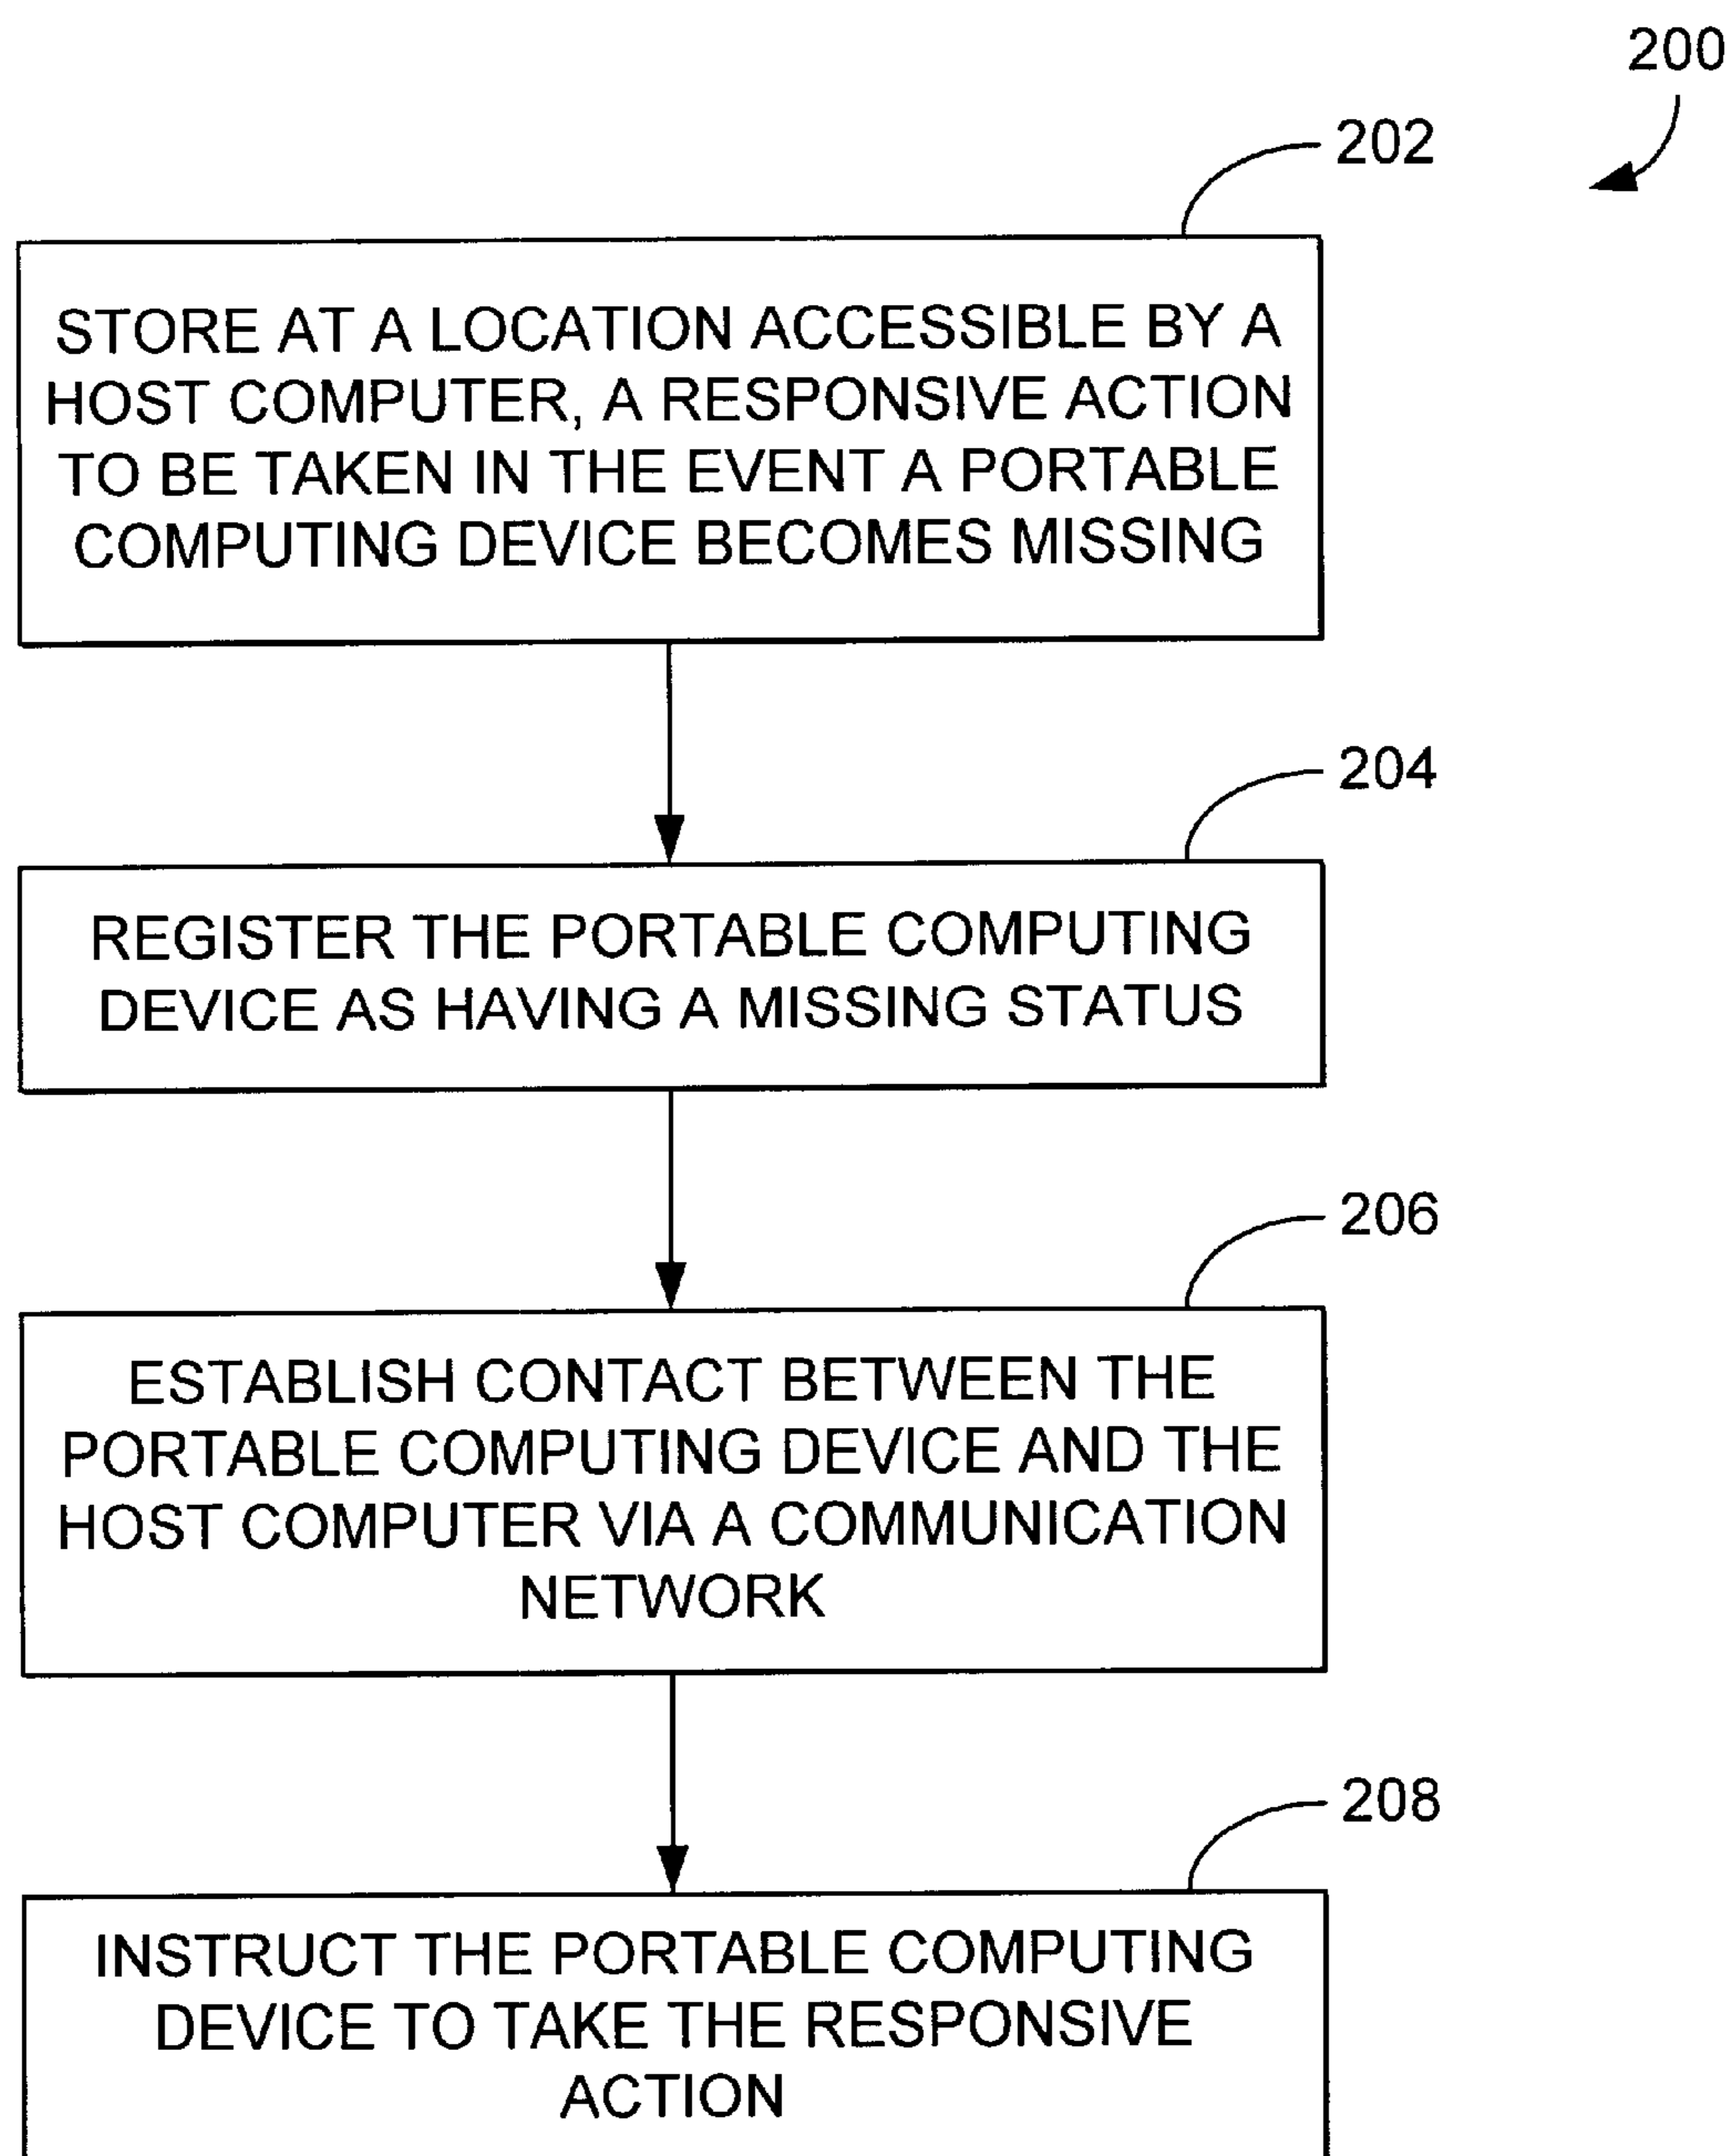 200
202
STORE AT A LOCATION ACCESSIBLE BY A
HOST COMPUTER, A RESPONSIVE ACTION
TO BE TAKEN IN THE EVENT A PORTABLE
COMPUTING DEVICE BECOMES MISSING
204
REGISTER THE PORTABLE COMPUTING
DEVICE AS HAVING A MISSING STATUS
206
ESTABLISH CONTACT BETWEEN THE
PORTABLE COMPUTING DEVICE AND THE
HOST COMPUTER VIA A COMMUNICATION
NETWORK
208
INSTRUCT THE PORTABLE COMPUTING
DEVICE TO TAKE THE RESPONSIVE
ACTION